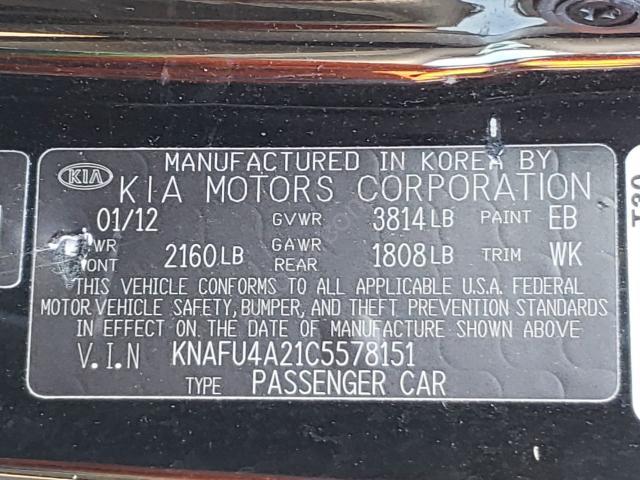 MANUFACTURED IN KOREA BY
KIA KIA MOTORS CORPORATION
01/12 GVWR 3814LB PAINT EB
WR GAWR
ONT 2160LB REAR 1808LB TRIM WK
THIS VEHICLE CONFORMS TO ALL APPLICABLE U.S.A. FEDERAL
MOTOR VEHICLE SAFETY, BUMPER, AND THEFT PREVENTION STANDARDS
IN EFFECT ON THE DATE OF MANUFACTURE SHOWN ABOVE
V.I.N KNAFU4A21C5578151
TYPE PASSENGER CAR